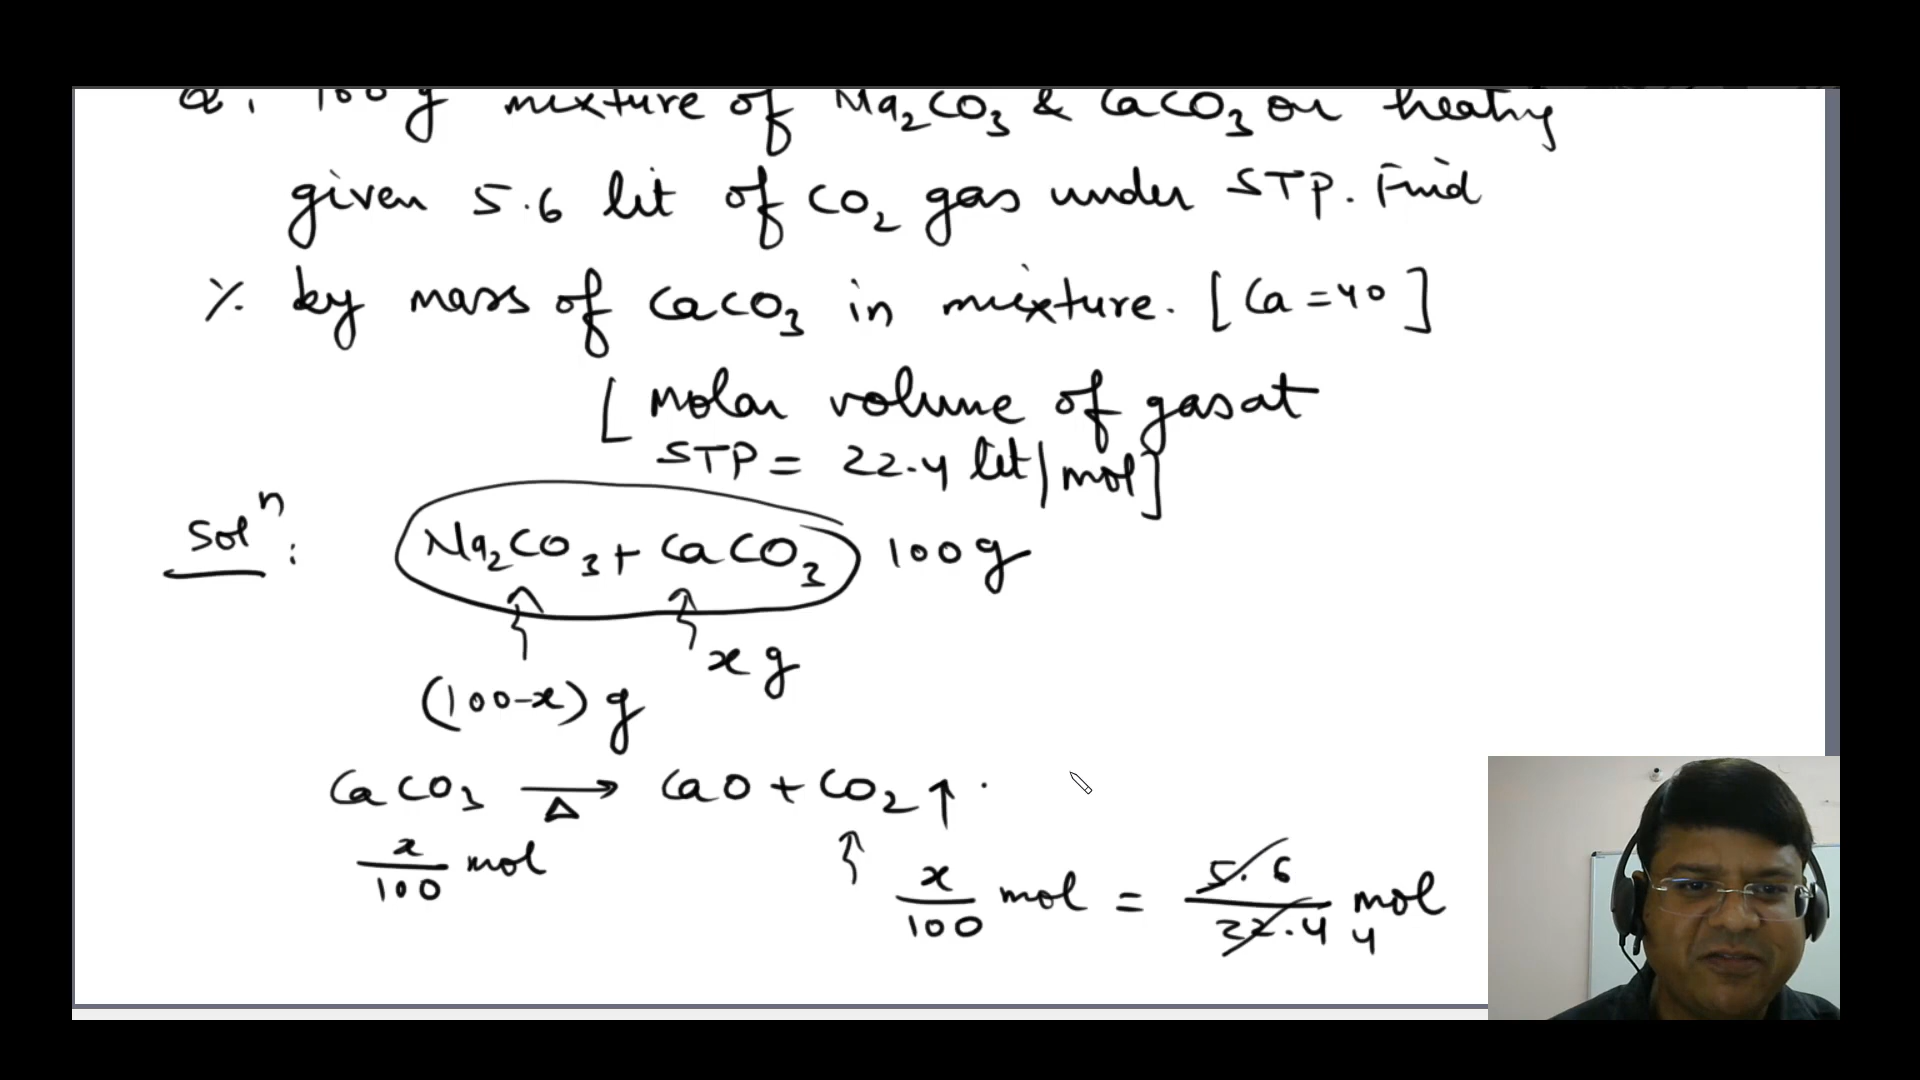 Q. 100 g mixture of Na₂CO₃ & CaCO₃ on heating
given 5.6 lit of CO₂ gas under STP. Find
% by mass of CaCO₃ in mixture. [Ca = 40]
[Molar volume of gas at
STP = 22.4 lit/mol]
Solⁿ: Na₂CO₃ + CaCO₃ 100g
x g
(100-x) g
CaCO₃ →Δ CaO + CO₂ ↑
x/100 mol
x/100 mol = 5.6/22.4 mol
4